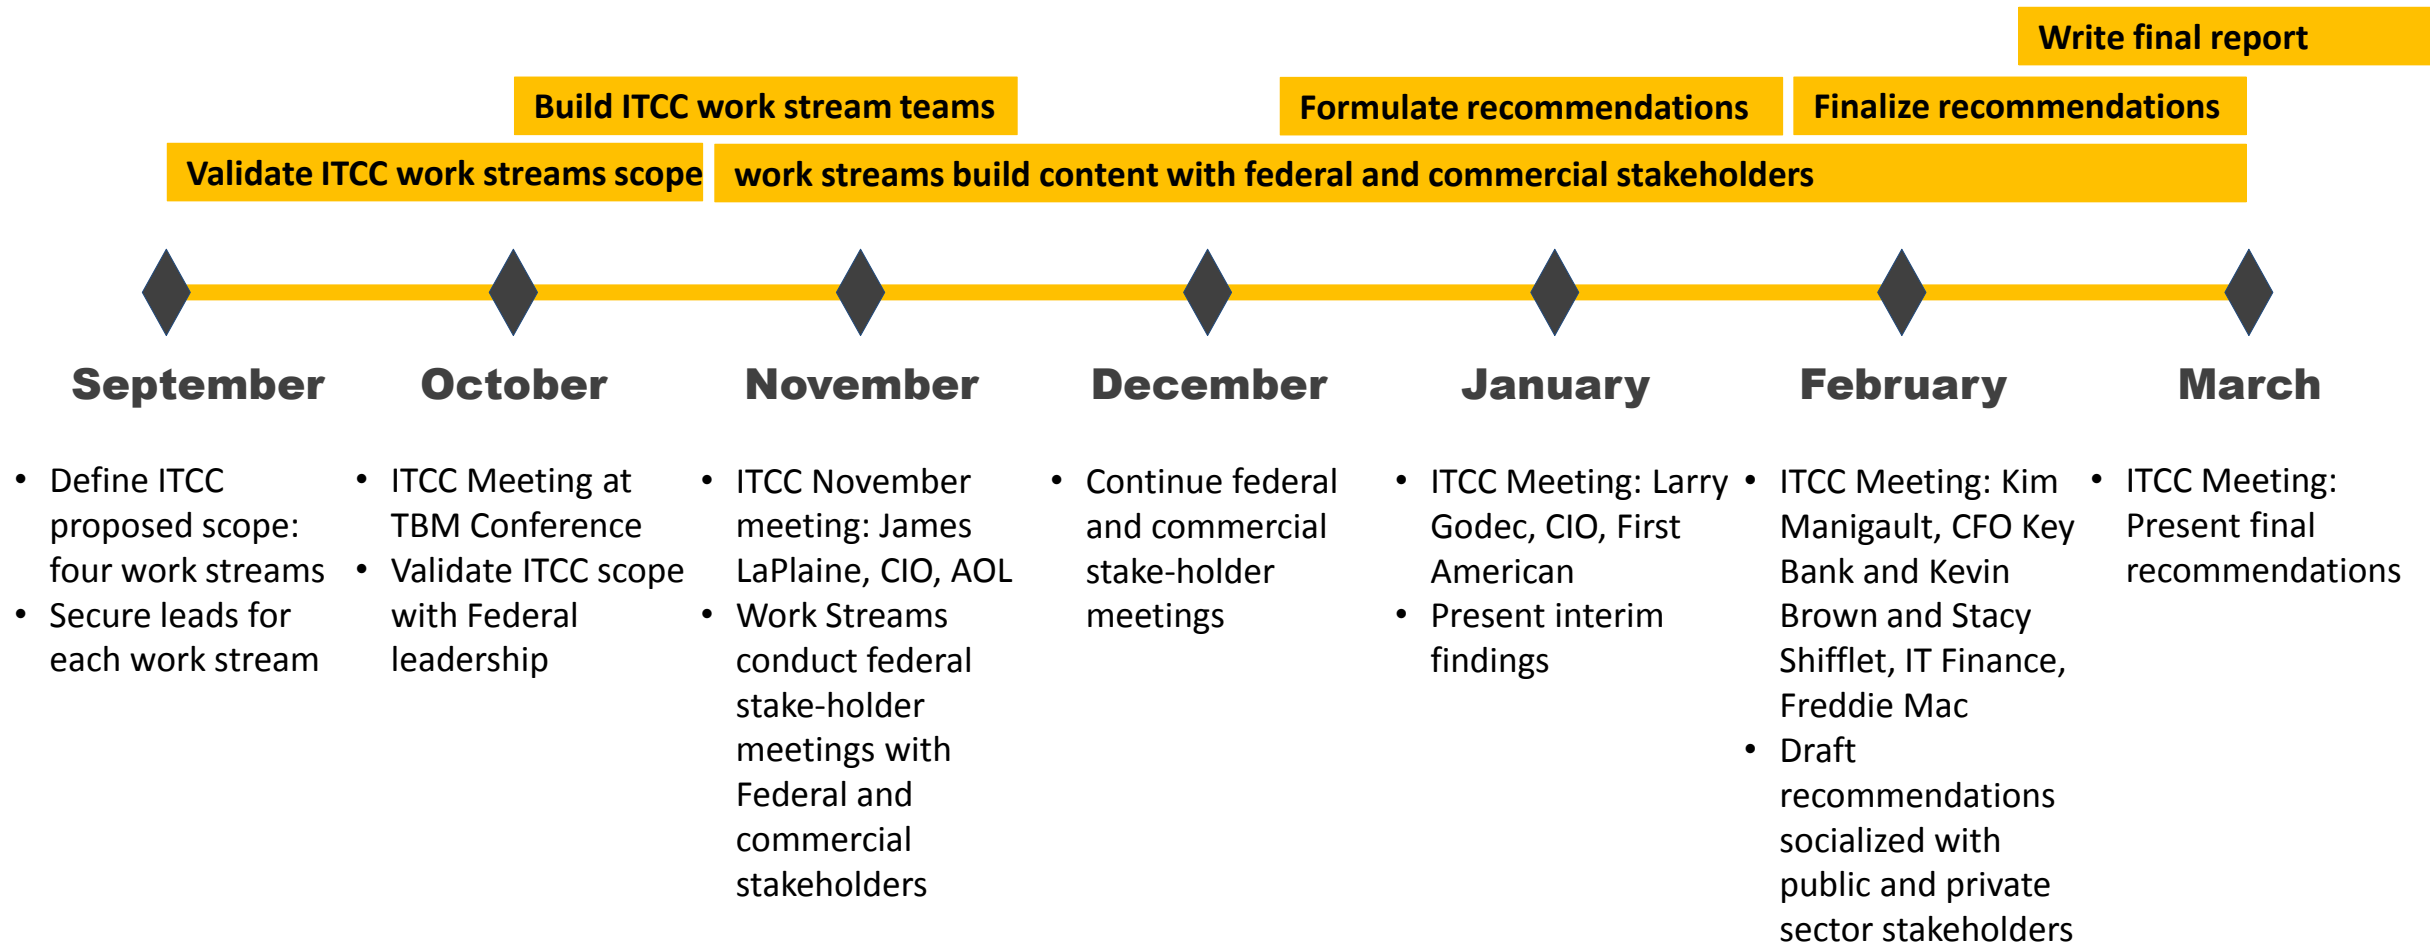 Write final report
Build ITCC work stream teams
Formulate recommendations
Finalize recommendations
Validate ITCC work streams scope
work streams build content with federal and commercial stakeholders
September
October
November
December
January
February
March
• Define ITCC
proposed scope:
four work streams
• Secure leads for
each work stream
• ITCC Meeting at
TBM Conference
• Validate ITCC scope
with Federal
leadership
• ITCC November
meeting: James
LaPlaine, CIO, AOL
• Work Streams
conduct federal
stake-holder
meetings with
Federal and
commercial
stakeholders
• Continue federal
and commercial
stake-holder
meetings
• ITCC Meeting: Larry
Godec, CIO, First
American
• Present interim
findings
• ITCC Meeting: Kim
Manigault, CFO Key
Bank and Kevin
Brown and Stacy
Shifflet, IT Finance,
Freddie Mac
• Draft
recommendations
socialized with
public and private
sector stakeholders
• ITCC Meeting:
Present final
recommendations